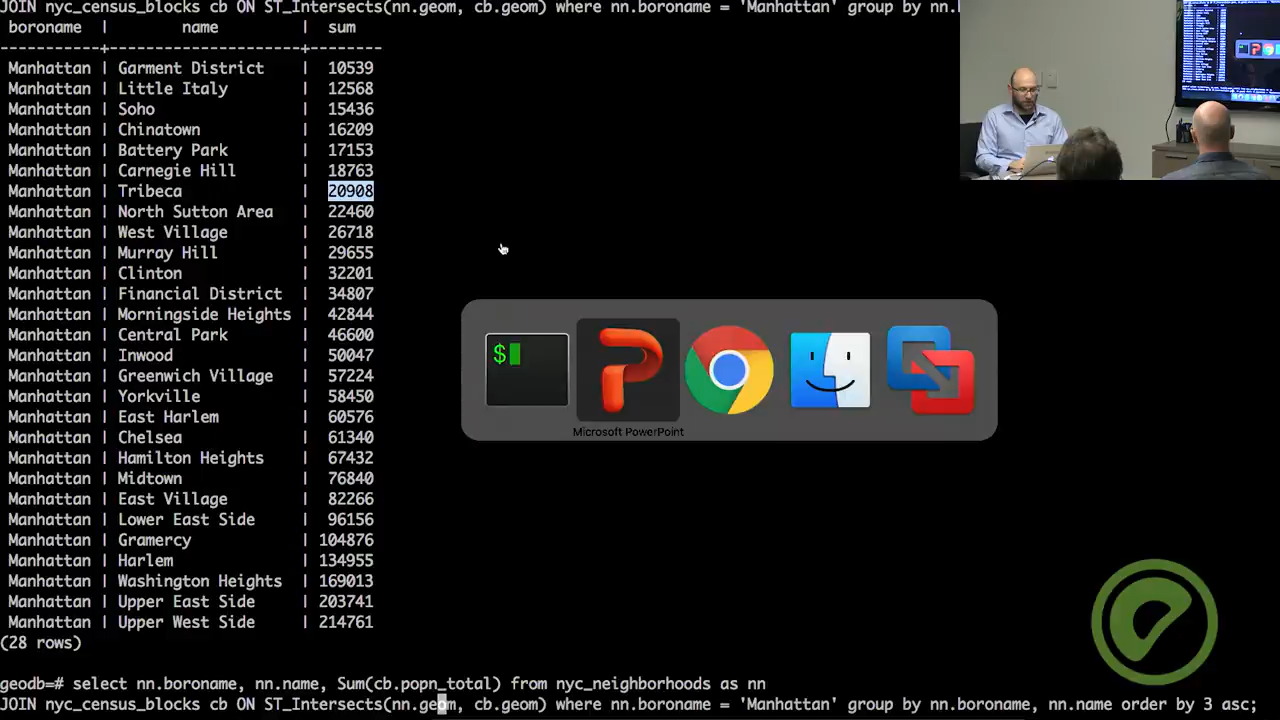 JOIN nyc_census_blocks cb ON ST_Intersects(nn.geom, cb.geom) where nn.boroname = 'Manhattan' group by nn.
boroname | name | sum
-----------+---------------------+--------
Manhattan | Garment District | 10539
Manhattan | Little Italy | 12568
Manhattan | Soho | 15436
Manhattan | Chinatown | 16209
Manhattan | Battery Park | 17153
Manhattan | Carnegie Hill | 18763
Manhattan | Tribeca | 20908
Manhattan | North Sutton Area | 22460
Manhattan | West Village | 26718
Manhattan | Murray Hill | 29655
Manhattan | Clinton | 32201
Manhattan | Financial District | 34807
Manhattan | Morningside Heights | 42844
Manhattan | Central Park | 46600
Manhattan | Inwood | 50047
Manhattan | Greenwich Village | 57224
Manhattan | Yorkville | 58450
Manhattan | East Harlem | 60576
Manhattan | Chelsea | 61340
Manhattan | Hamilton Heights | 67432
Manhattan | Midtown | 76840
Manhattan | East Village | 82266
Manhattan | Lower East Side | 96156
Manhattan | Gramercy | 104876
Manhattan | Harlem | 134955
Manhattan | Washington Heights | 169013
Manhattan | Upper East Side | 203741
Manhattan | Upper West Side | 214761
(28 rows)
$
Microsoft PowerPoint
geodb=# select nn.boroname, nn.name, Sum(cb.popn_total) from nyc_neighborhoods as nn
JOIN nyc_census_blocks cb ON ST_Intersects(nn.geom, cb.geom) where nn.boroname = 'Manhattan' group by nn.boroname, nn.name order by 3 asc;